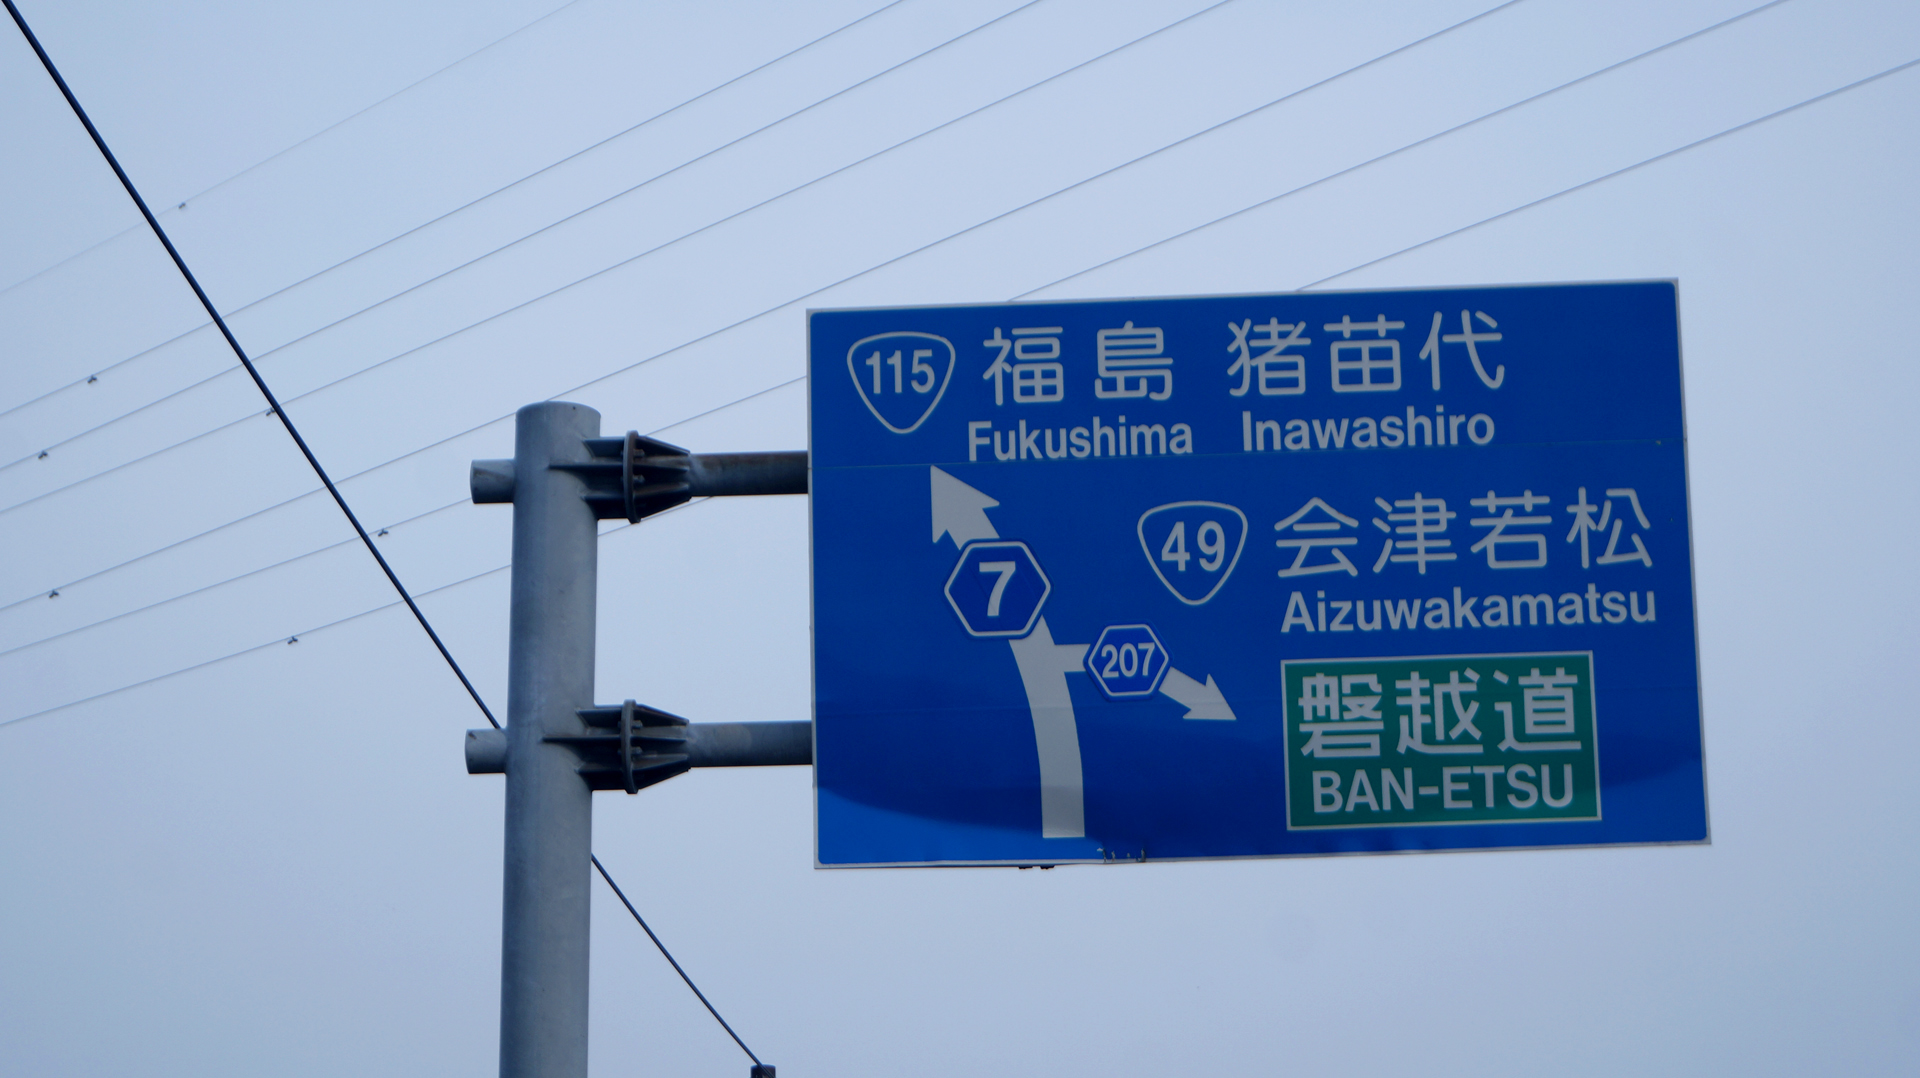 115 福島 猪苗代
Fukushima Inawashiro
49 会津若松
Aizuwakamatsu
7
207
磐越道
BAN-ETSU